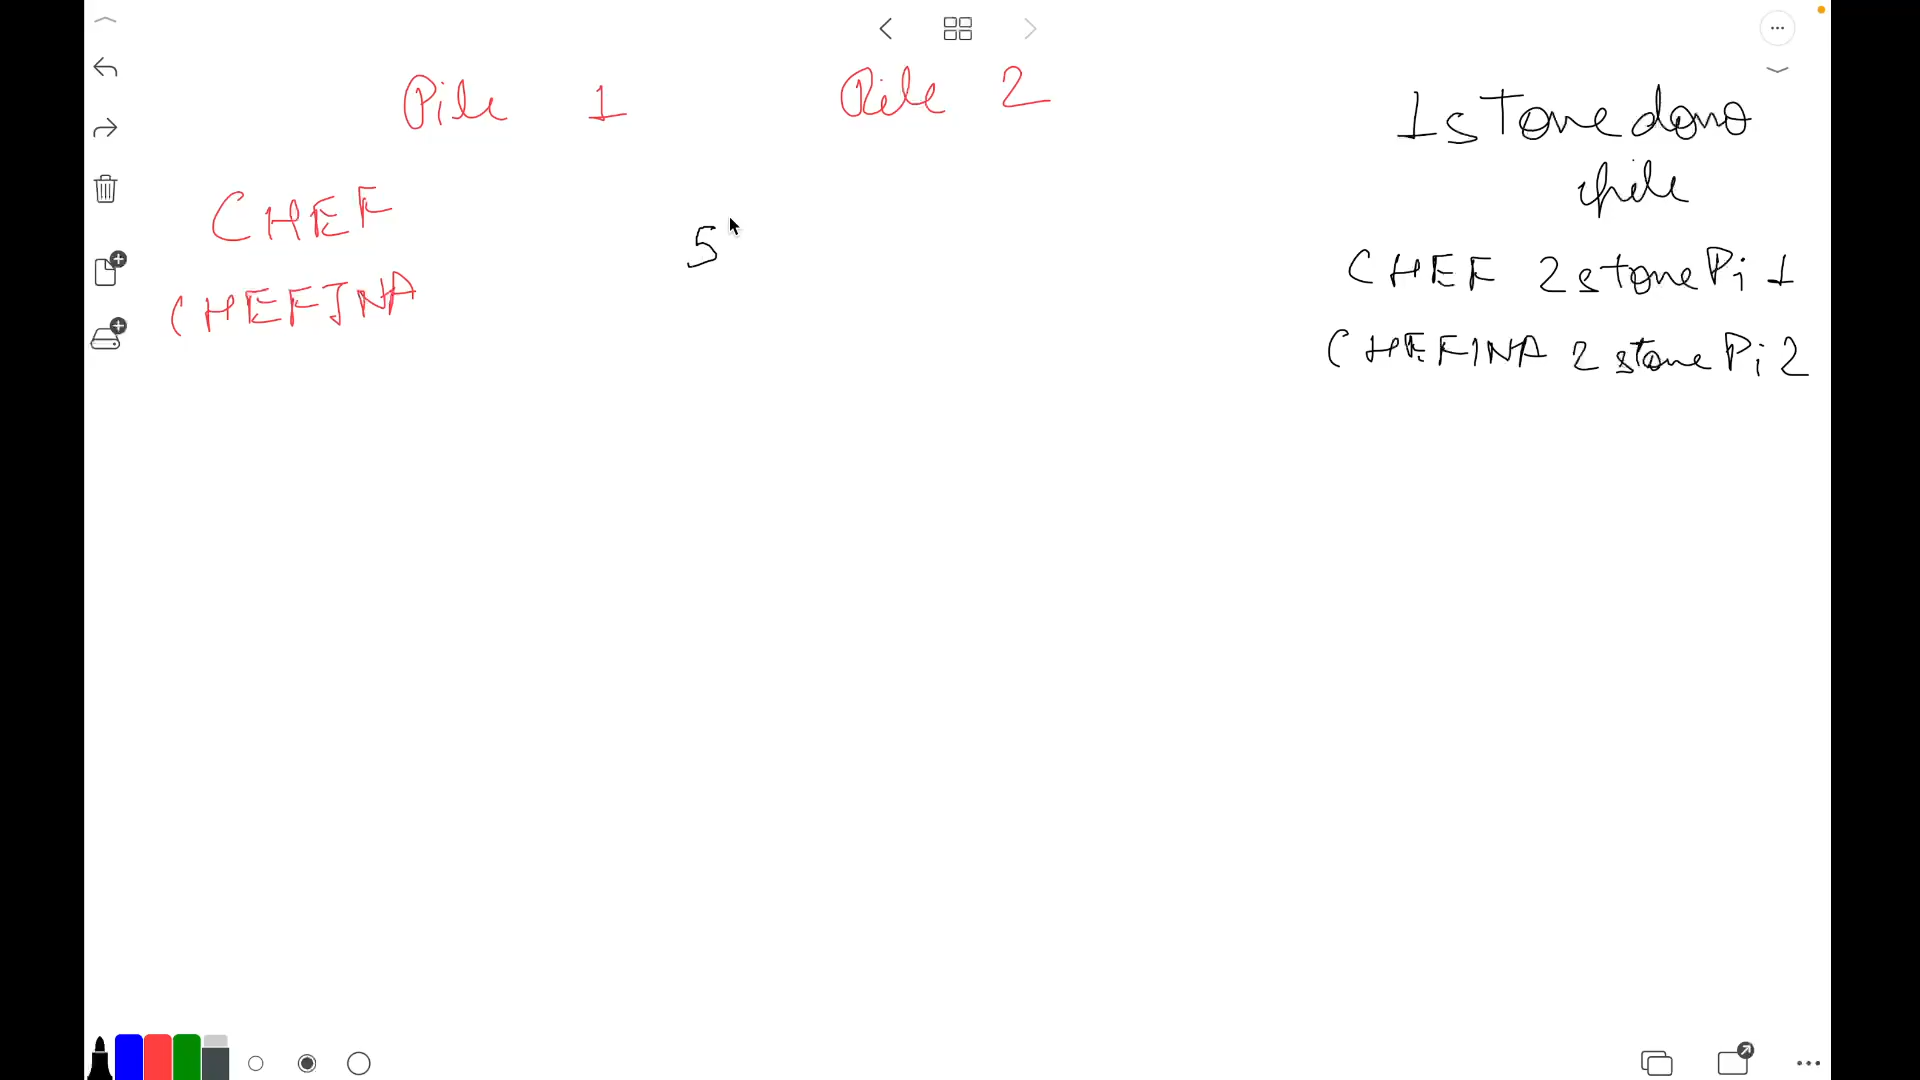 Pile 1 Pile 2
CHEF
CHEFINA
5
1 stone dono
pile
CHEF 2 stone Pi 1
CHEFINA 2 stone Pi 2